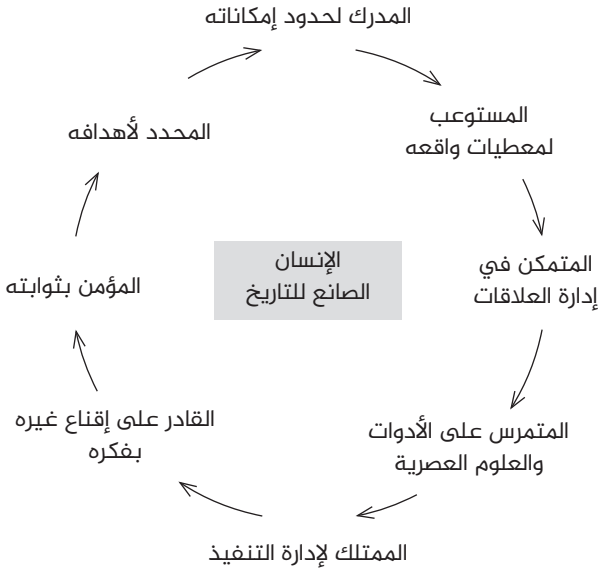 المدرك لحدود إمكاناته
المستوعب
لمعطيات واقعه
المتمكن في
إدارة العلاقات
المتمرس على الأدوات
والعلوم العصرية
الممتلك لإدارة التنفيذ
القادر على إقناع غيره
بفكره
المؤمن بثوابته
المحدد لأهدافه
الإنسان
الصانع للتاريخ